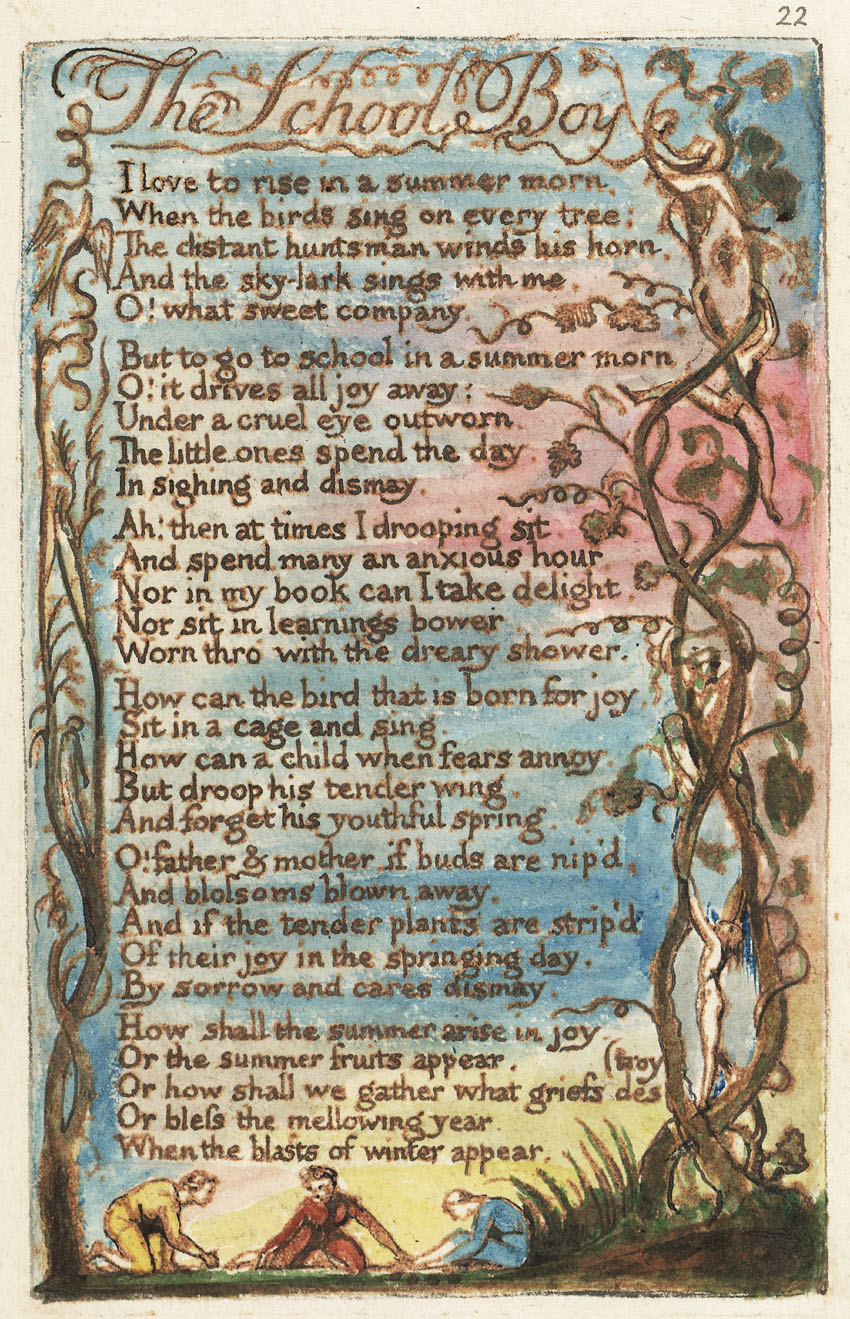 22
The School Boy
I love to rise in a summer morn,
When the birds sing on every tree;
The distant huntsman winds his horn,
And the sky-lark sings with me.
O! what sweet company.
But to go to school in a summer morn
O! it drives all joy away;
Under a cruel eye outworn.
The little ones spend the day.
In sighing and dismay.
Ah! then at times I drooping sit
And spend many an anxious hour
Nor in my book can I take delight,
Nor sit in learnings bower
Worn thro with the dreary shower.
How can the bird that is born for joy,
Sit in a cage and sing.
How can a child when fears annoy.
But droop his tender wing.
And forget his youthful spring.
O! father & mother if buds are nip'd,
And bloſsoms blown away,
And if the tender plants are strip'd
Of their joy in the springing day,
By sorrow and cares dismay,
How shall the summer arise in joy
Or the summer fruits appear. (troy
Or how shall we gather what griefs des
Or bleſs the mellowing year.
When the blasts of winter appear.